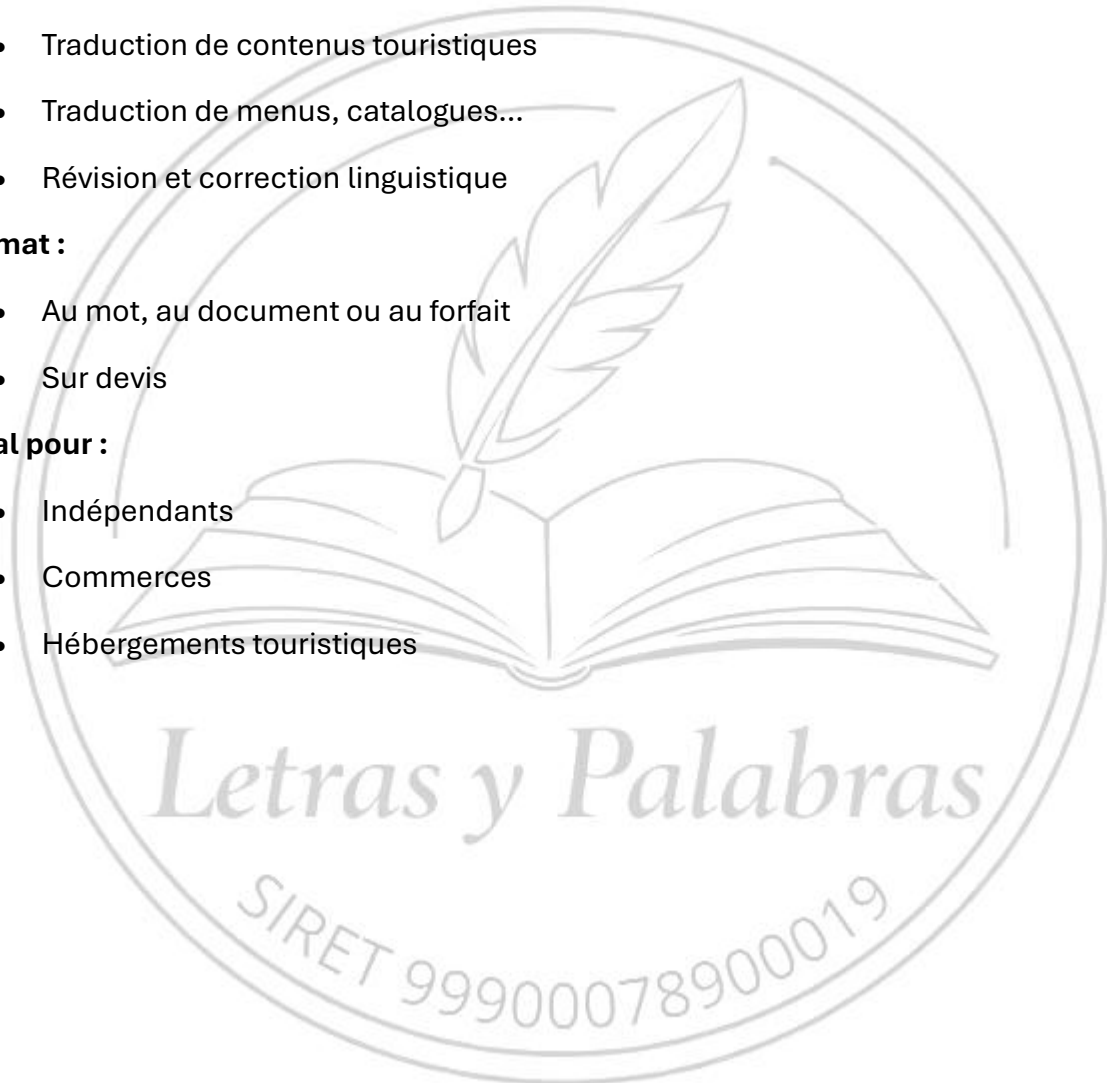 • Traduction de contenus touristiques
• Traduction de menus, catalogues...
• Révision et correction linguistique
mat :
• Au mot, au document ou au forfait
• Sur devis
al pour :
• Indépendants
• Commerces
• Hébergements touristiques
Letras y Palabras
SIRET 99900078900019